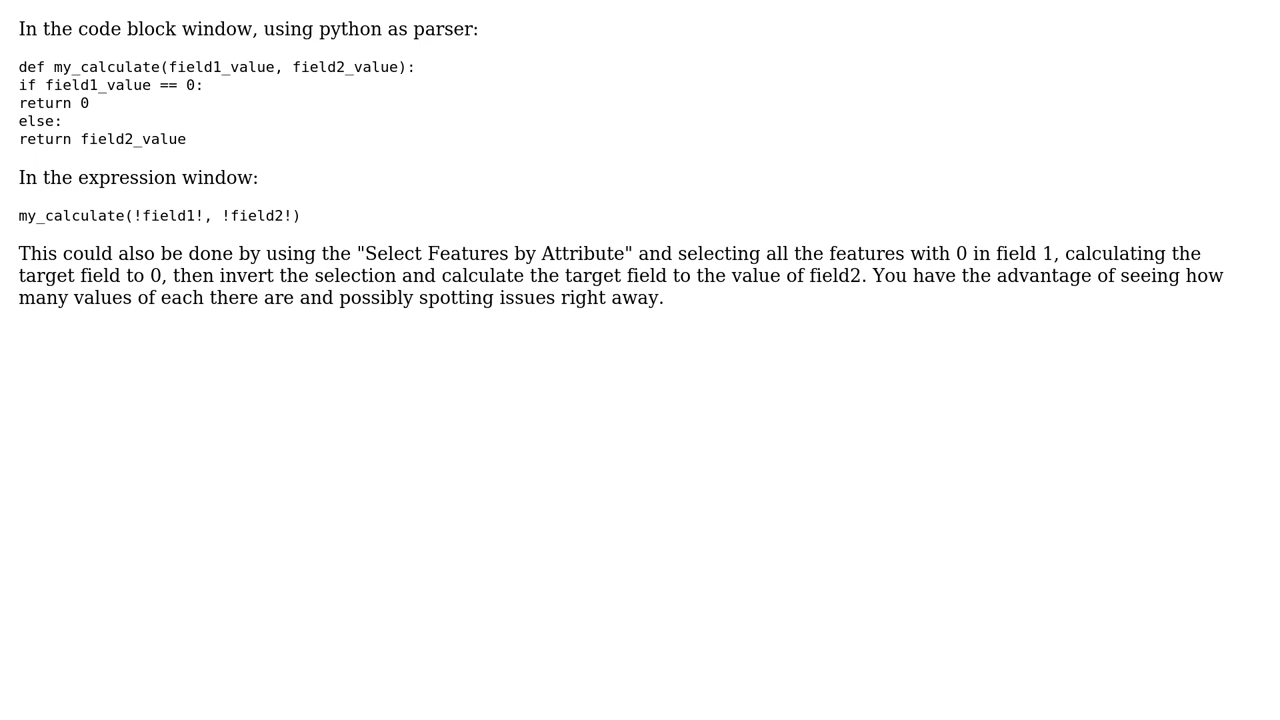 In the code block window, using python as parser:
def my_calculate(field1_value, field2_value):
if field1_value == 0:
return 0
else:
return field2_value
In the expression window:
my_calculate(!field1!, !field2!)
This could also be done by using the "Select Features by Attribute" and selecting all the features with 0 in field 1, calculating the
target field to 0, then invert the selection and calculate the target field to the value of field2. You have the advantage of seeing how
many values of each there are and possibly spotting issues right away.